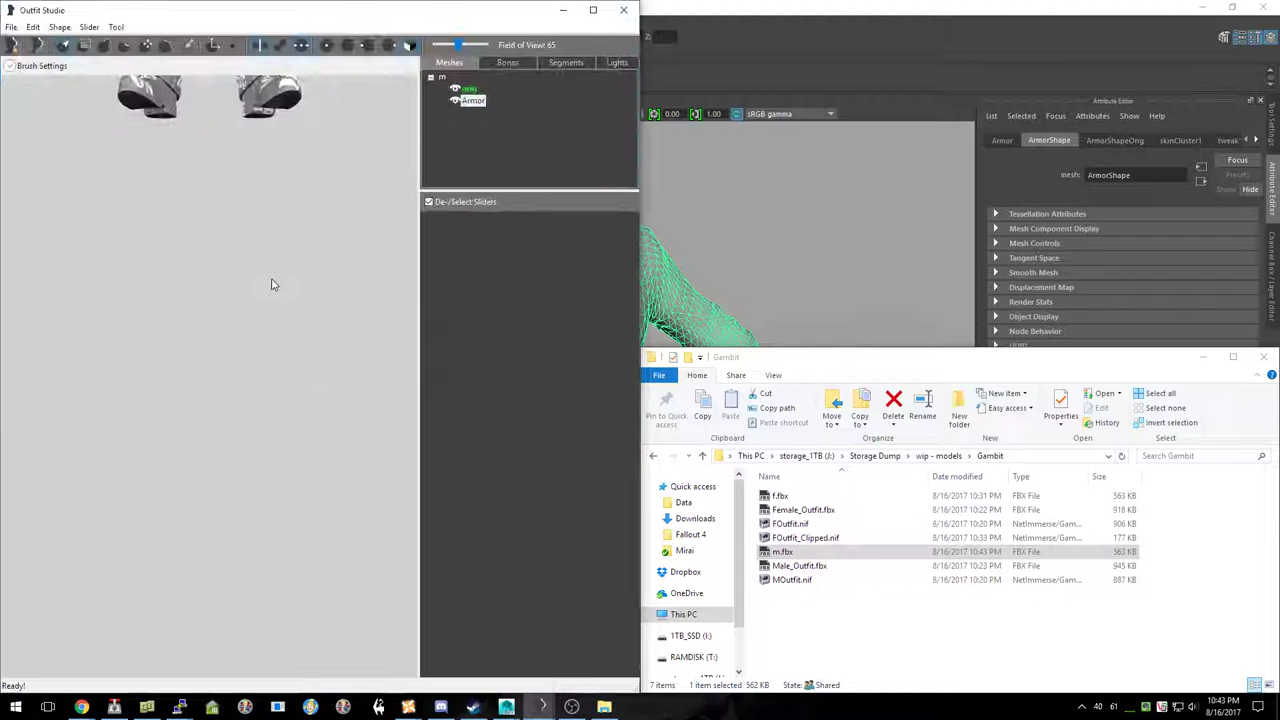 Outfit Studio
File Edit Shape Slider Tool
Field of View: 65
Brush Settings
Meshes Bones Segments Lights
m
Armor
De-/Select Sliders
Ready!
Z:
0.00 1.00 sRGB gamma
Attribute Editor
List Selected Focus Attributes Show Help
Armor ArmorShape ArmorShapeOrig skinCluster1 tweak
mesh: ArmorShape
Focus
Presets
Show Hide
Tessellation Attributes
Mesh Component Display
Mesh Controls
Tangent Space
Smooth Mesh
Displacement Map
Render Stats
Object Display
Node Behavior
Tool Settings
Attribute Editor
Channel Box / Layer Editor
Gambit
File Home Share View
Pin to Quick access
Copy
Paste
Cut
Copy path
Paste shortcut
Move to
Copy to
Delete
Rename
New folder
New item
Easy access
Properties
Open
Edit
History
Select all
Select none
Invert selection
Clipboard Organize New Open Select
This PC storage_1TB (J:) Storage Dump wip - models Gambit
Search Gambit
Name Date modified Type Size
f.fbx 8/16/2017 10:31 PM FBX File 563 KB
Female_Outfit.fbx 8/16/2017 10:22 PM FBX File 918 KB
FOutfit.nif 8/16/2017 10:20 PM NetImmerse/Gam... 906 KB
FOutfit_Clipped.nif 8/16/2017 10:33 PM NetImmerse/Gam... 177 KB
m.fbx 8/16/2017 10:43 PM FBX File 563 KB
Male_Outfit.fbx 8/16/2017 10:23 PM FBX File 945 KB
MOutfit.nif 8/16/2017 10:20 PM NetImmerse/Gam... 887 KB
Quick access
Data
Downloads
Fallout 4
Mirai
Dropbox
OneDrive
This PC
1TB_SSD (I:)
RAMDISK (T:)
7 items 1 item selected 562 KB State: Shared
40 61
10:43 PM
8/16/2017